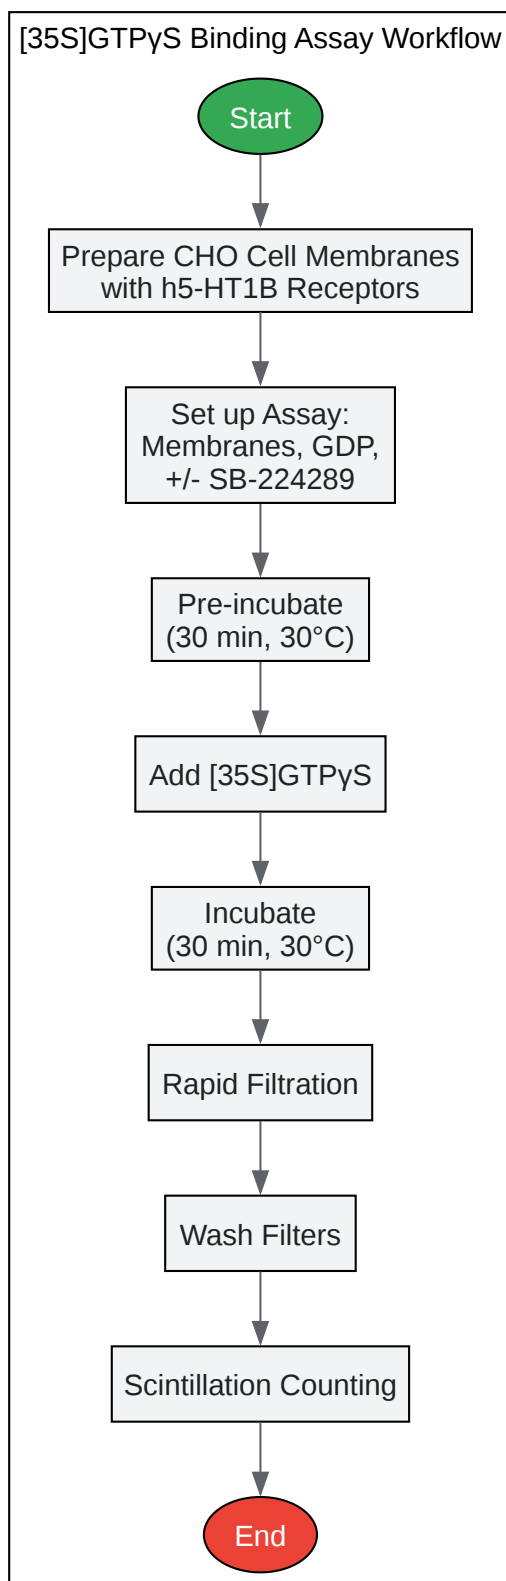 [35S]GTPγS Binding Assay Workflow
Start
Prepare CHO Cell Membranes
with h5-HT1B Receptors
Set up Assay:
Membranes, GDP,
+/- SB-224289
Pre-incubate
(30 min, 30°C)
Add [35S]GTPγS
Incubate
(30 min, 30°C)
Rapid Filtration
Wash Filters
Scintillation Counting
End